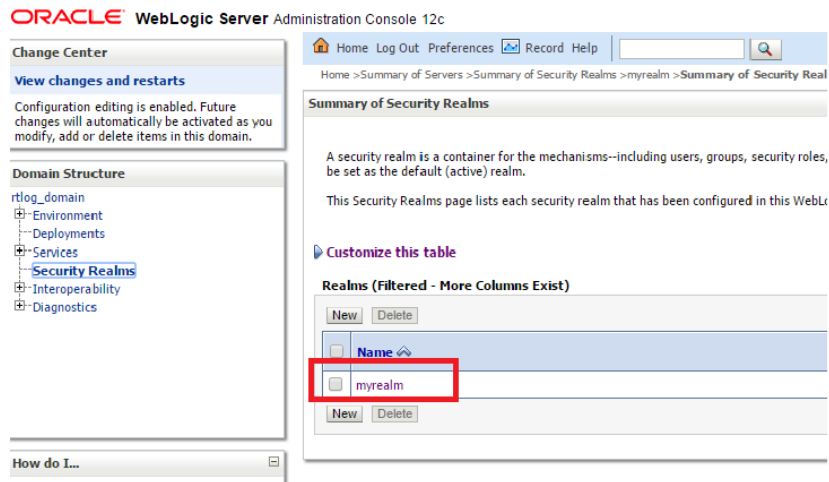 ORACLE WebLogic Server Administration Console 12c
Change Center
View changes and restarts
Configuration editing is enabled. Future
changes will automatically be activated as you
modify, add or delete items in this domain.
Domain Structure
rtlog_domain
Environment
Deployments
Services
Security Realms
Interoperability
Diagnostics
How do I...
Home Log Out Preferences Record Help
Home >Summary of Servers >Summary of Security Realms >myrealm >Summary of Security Real
Summary of Security Realms
A security realm is a container for the mechanisms--including users, groups, security roles,
be set as the default (active) realm.
This Security Realms page lists each security realm that has been configured in this WebLo
Customize this table
Realms (Filtered - More Columns Exist)
New Delete
Name
myrealm
New Delete